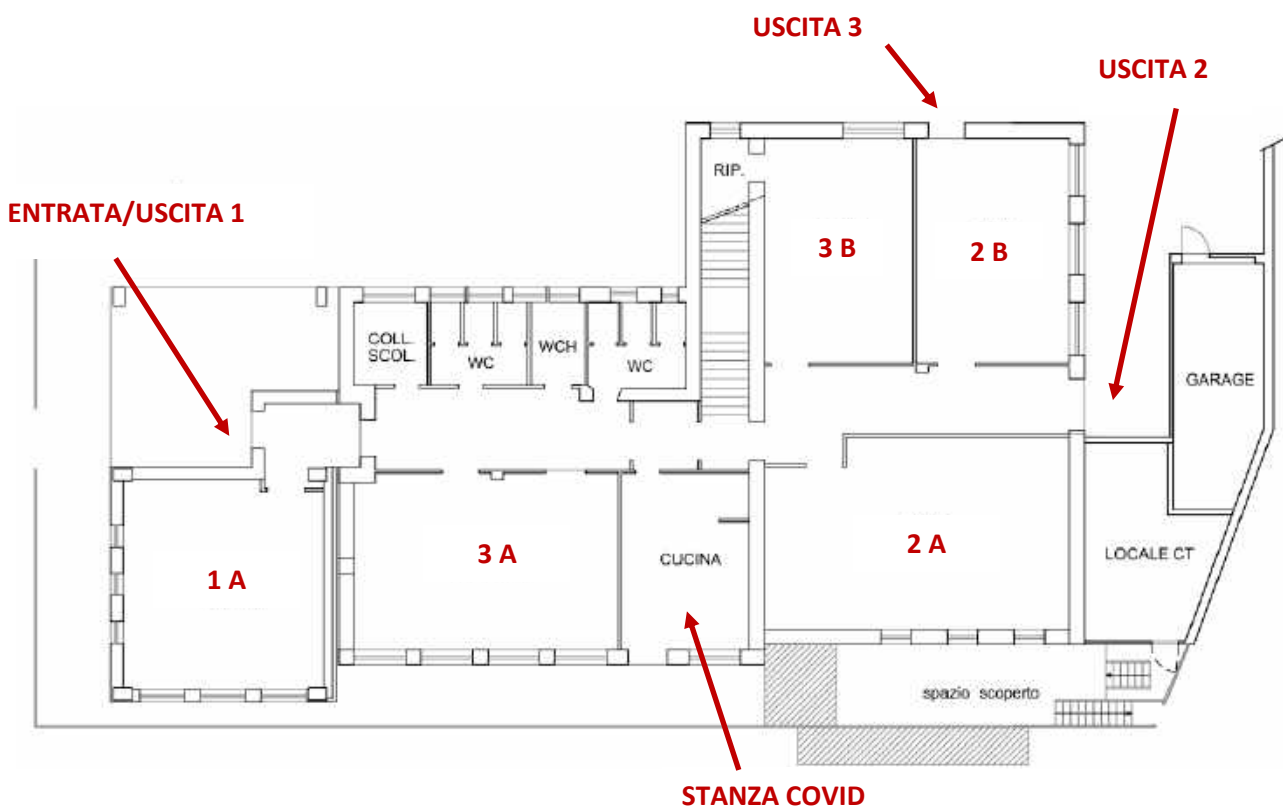 USCITA 3
USCITA 2
RIP.
ENTRATA/USCITA 1
3 B
2 B
COLL.
SCOL.
WC
WCH
WC
GARAGE
3 A
CUCINA
2 A
LOCALE CT
1 A
spazio scoperto
STANZA COVID